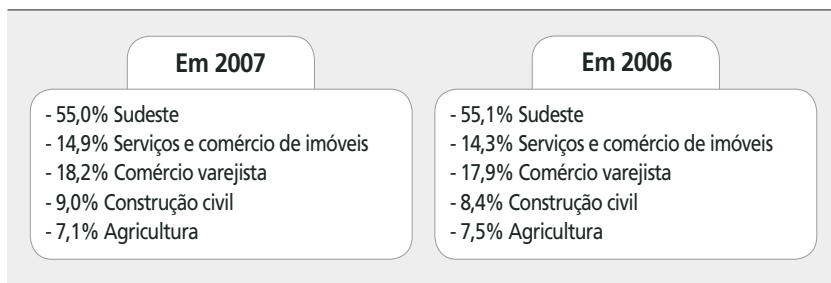 Em 2007
- 55,0% Sudeste
- 14,9% Serviços e comércio de imóveis
- 18,2% Comércio varejista
- 9,0% Construção civil
- 7,1% Agricultura
Em 2006
- 55,1% Sudeste
- 14,3% Serviços e comércio de imóveis
- 17,9% Comércio varejista
- 8,4% Construção civil
- 7,5% Agricultura